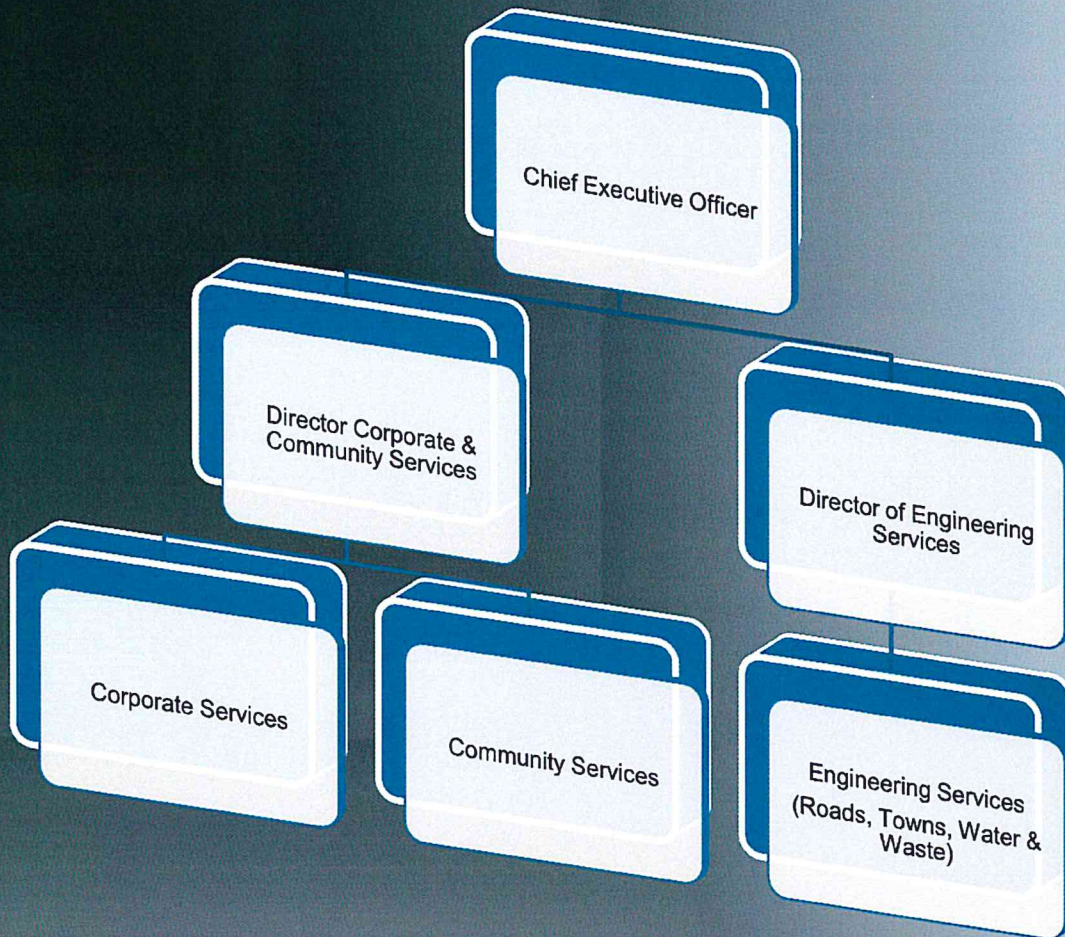 Chief Executive Officer
Director Corporate &
Community Services
Director of Engineering
Services
Corporate Services
Community Services
Engineering Services
(Roads, Towns, Water &
Waste)